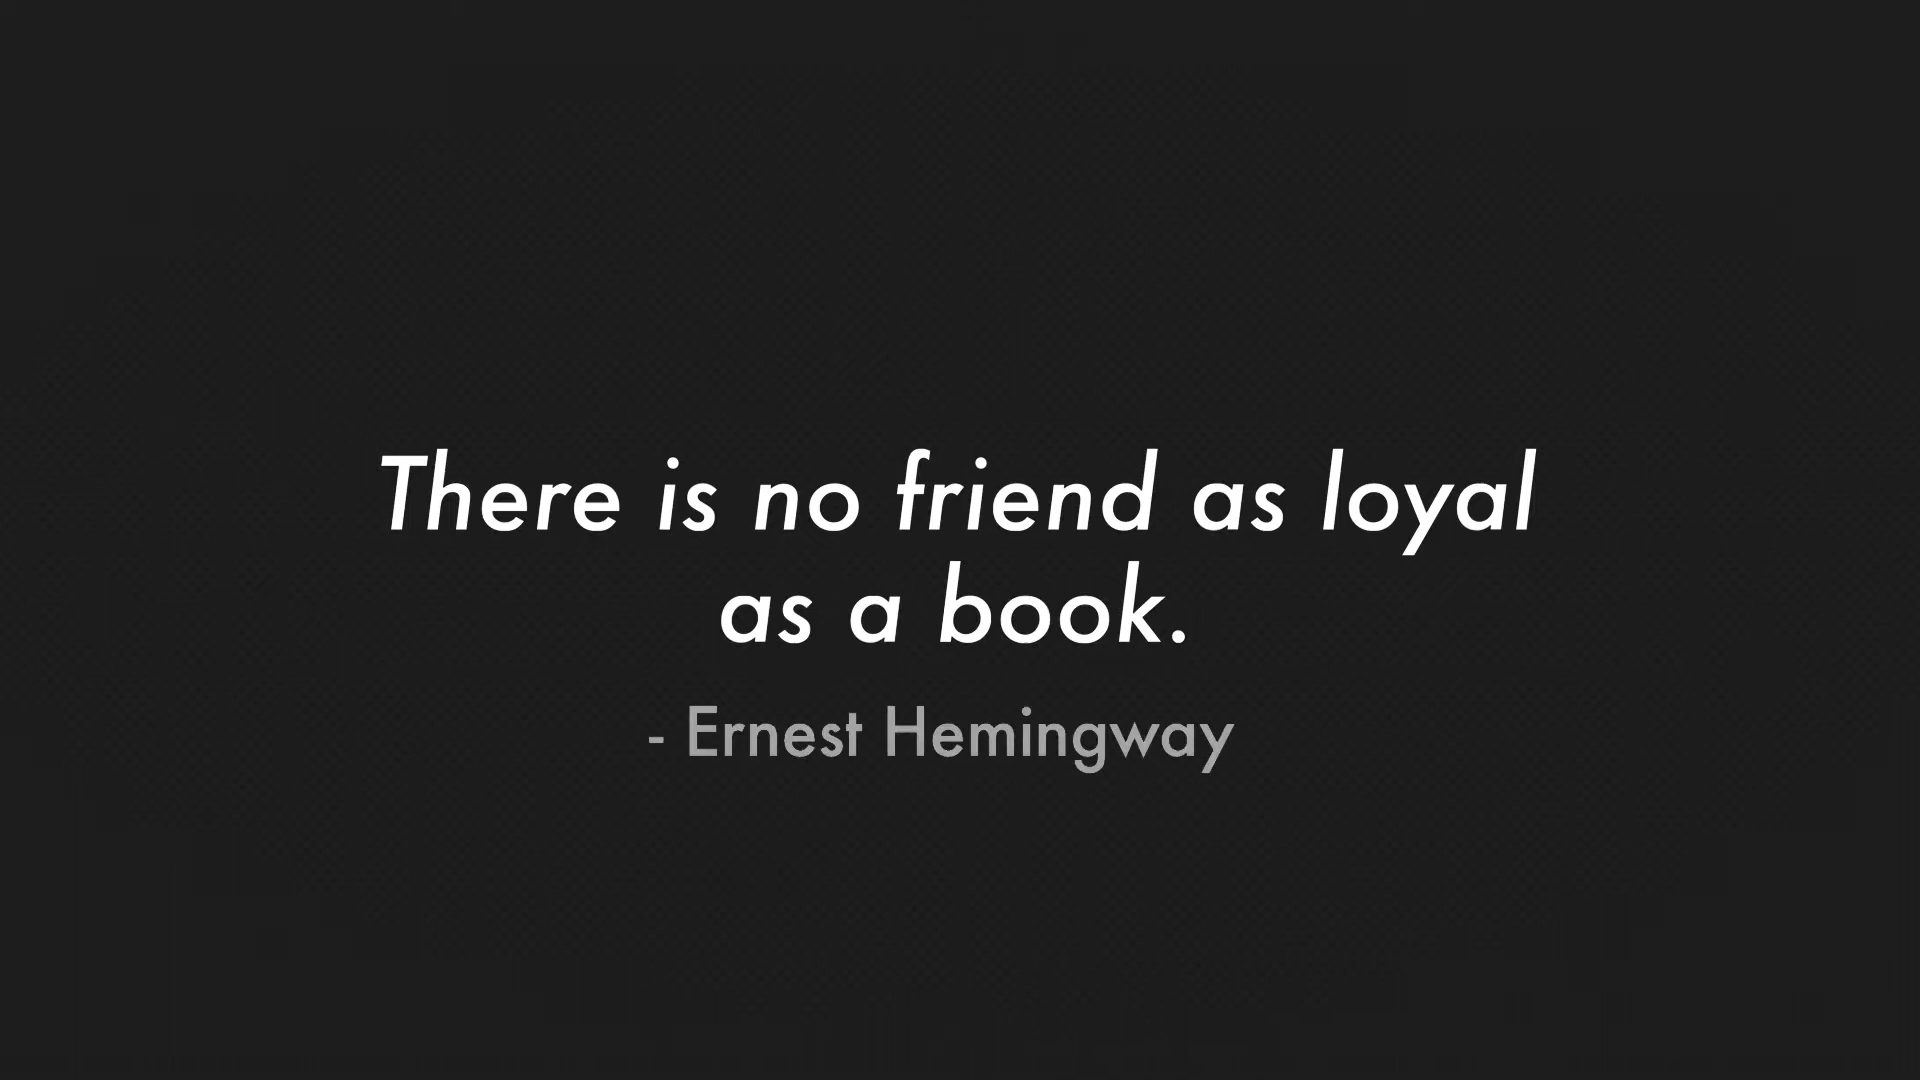 There is no friend as loyal
as a book.
- Ernest Hemingway